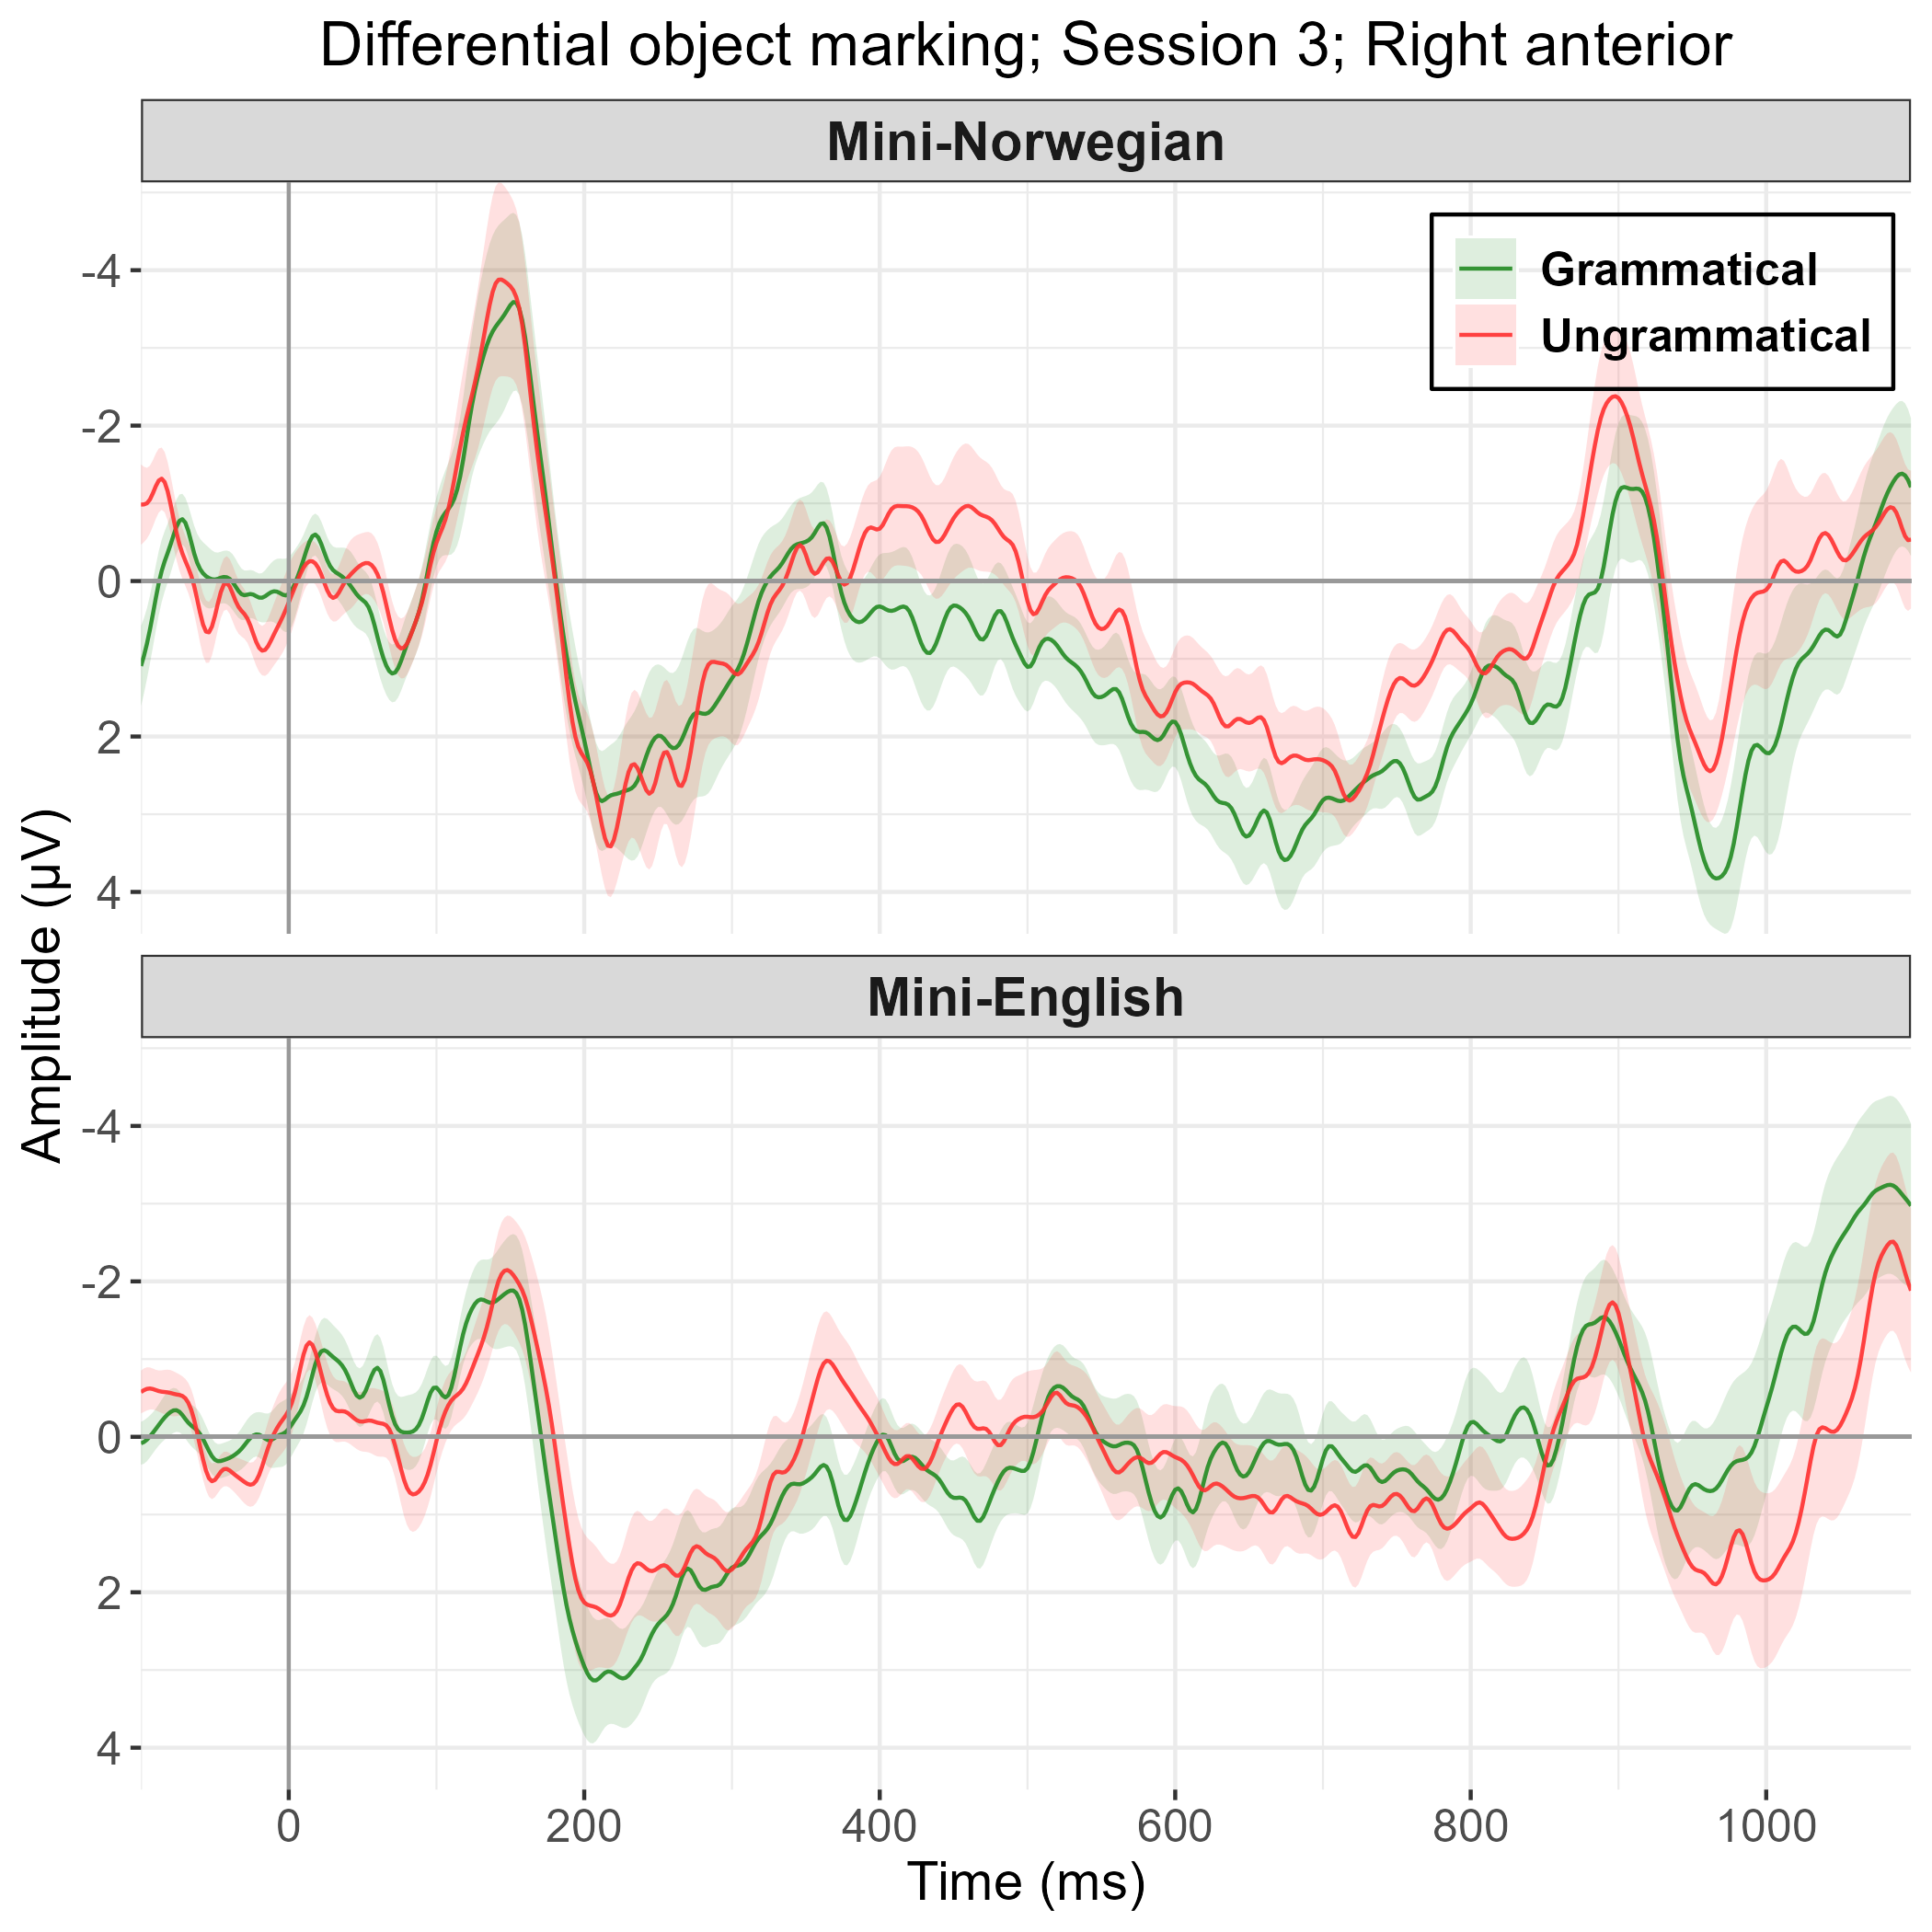 Differential object marking; Session 3; Right anterior
Mini-Norwegian
Grammatical
Ungrammatical
-4
-2
0
2
4
Mini-English
-4
-2
0
2
4
Amplitude (µV)
0 200 400 600 800 1000
Time (ms)